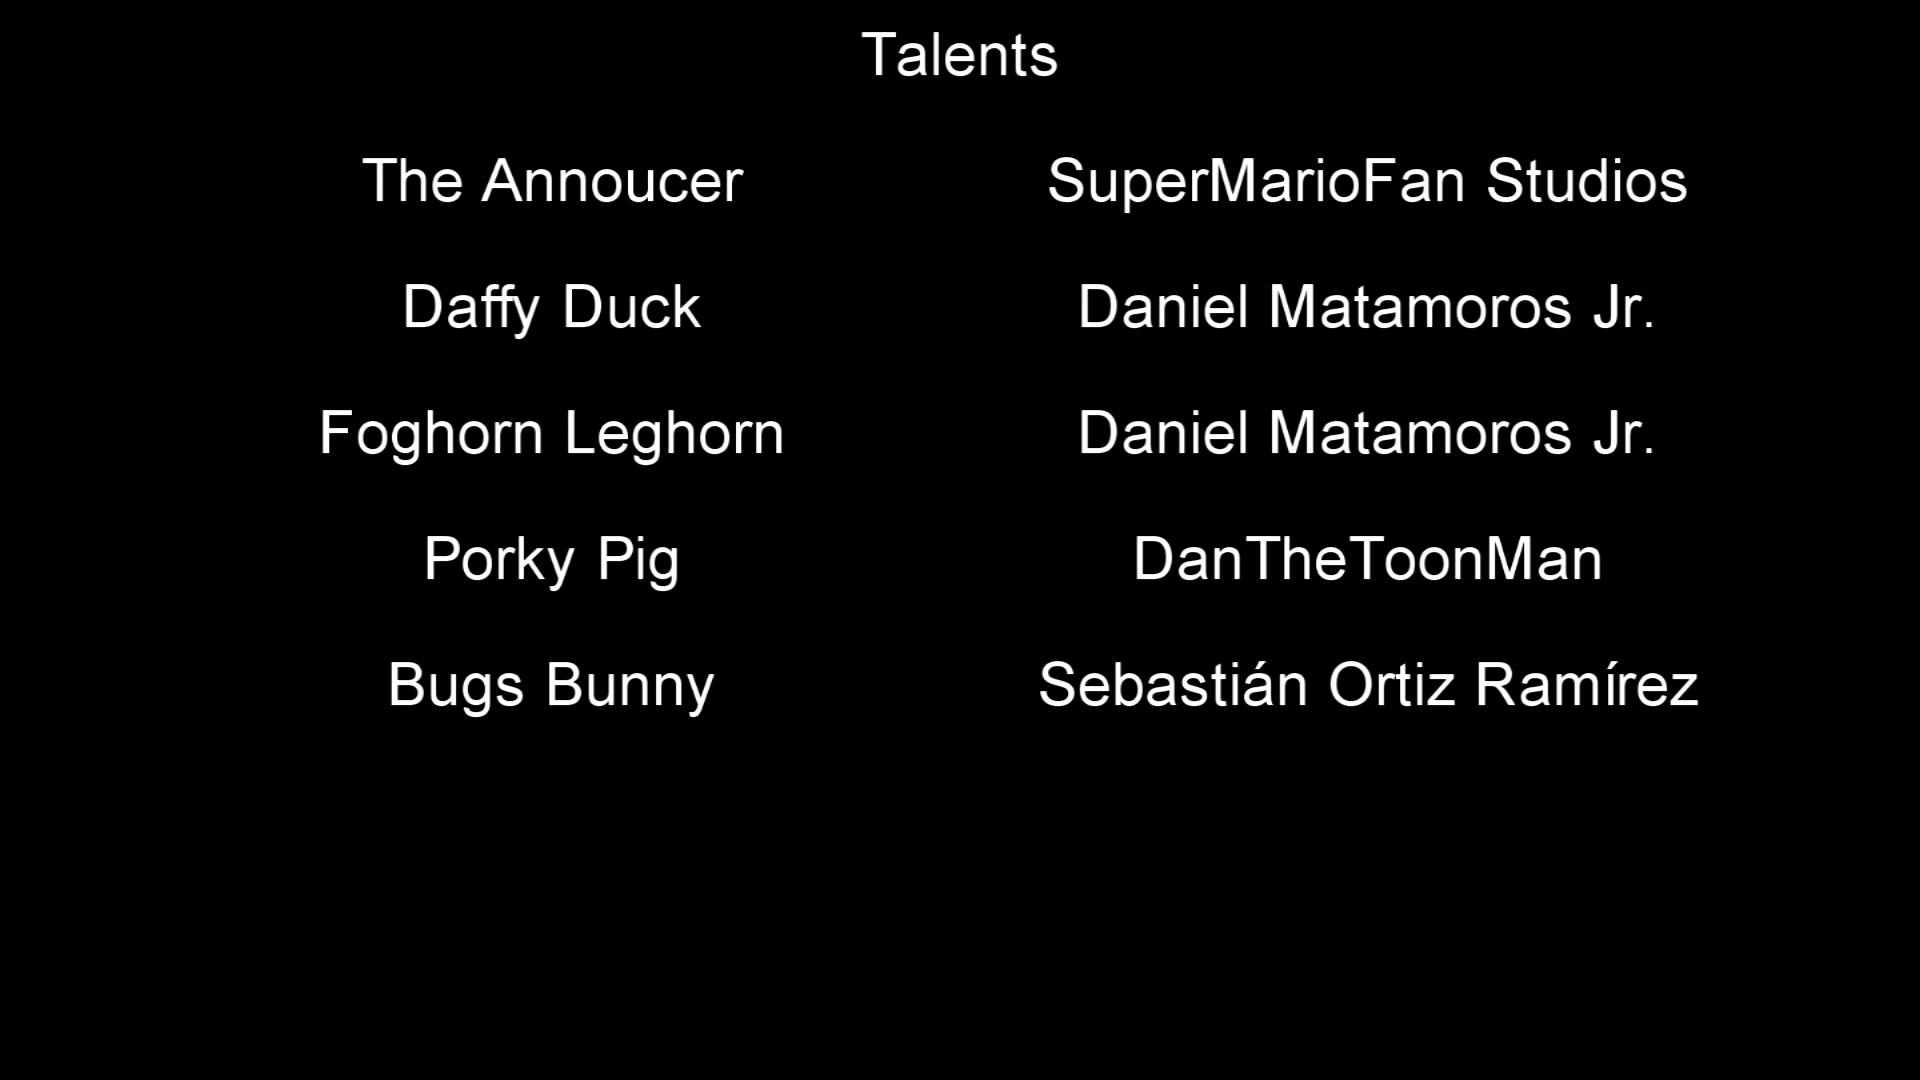 Talents
The Annoucer SuperMarioFan Studios
Daffy Duck Daniel Matamoros Jr.
Foghorn Leghorn Daniel Matamoros Jr.
Porky Pig DanTheToonMan
Bugs Bunny Sebastián Ortiz Ramírez